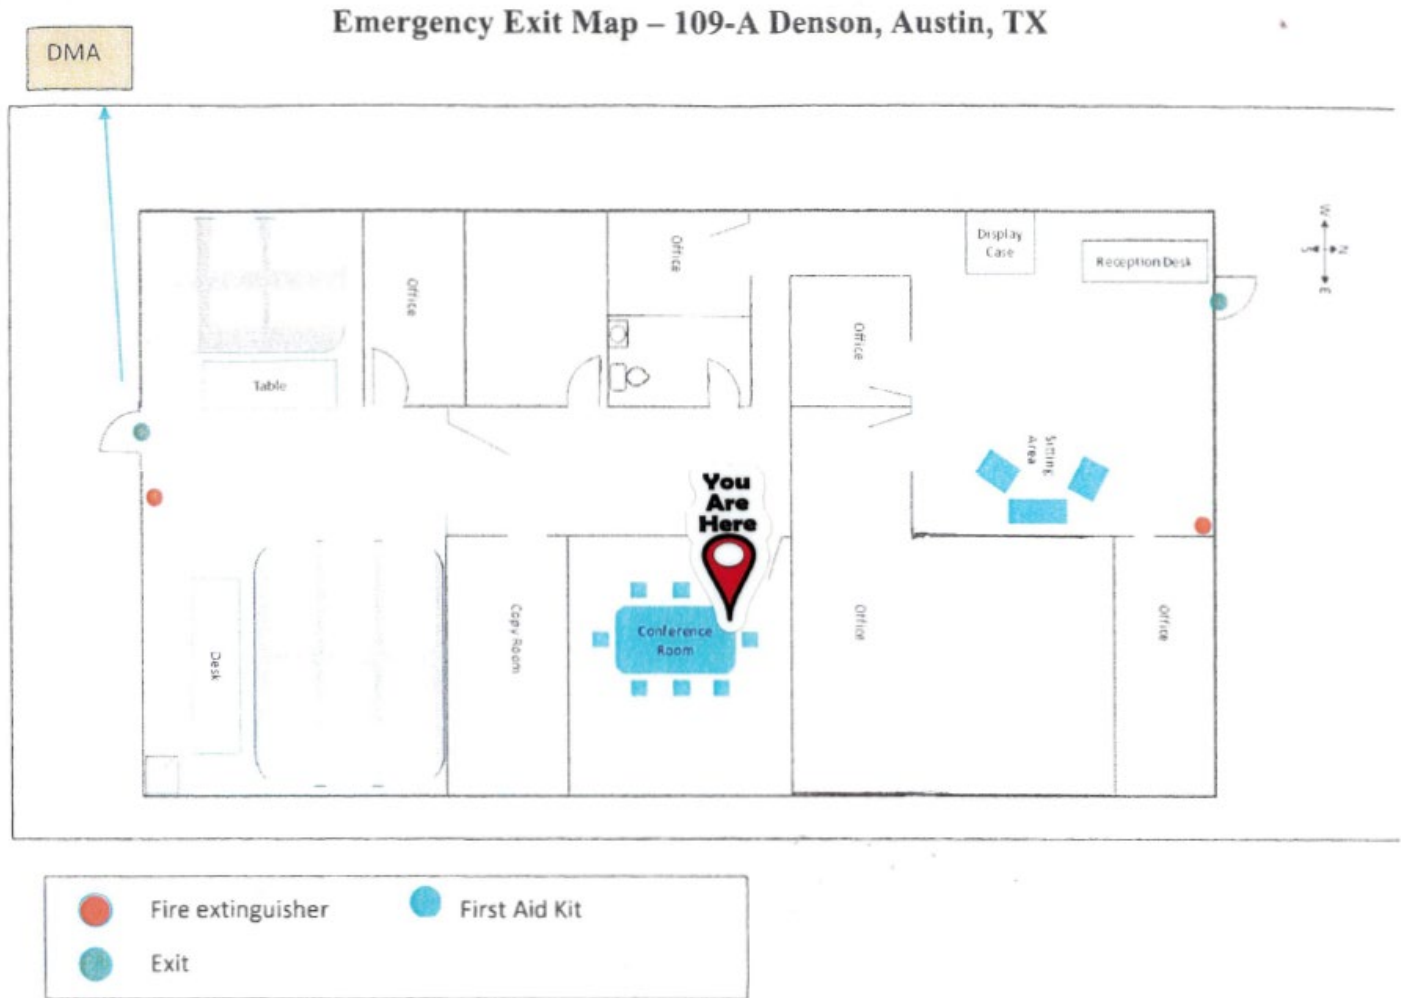 Emergency Exit Map – 109-A Denson, Austin, TX
DMA
W
S
N
E
Display
Case
Reception Desk
Office
Office
Office
Table
Sitting
Area
You
Are
Here
Conference
Room
Copy Room
Office
Office
Desk
Fire extinguisher
First Aid Kit
Exit